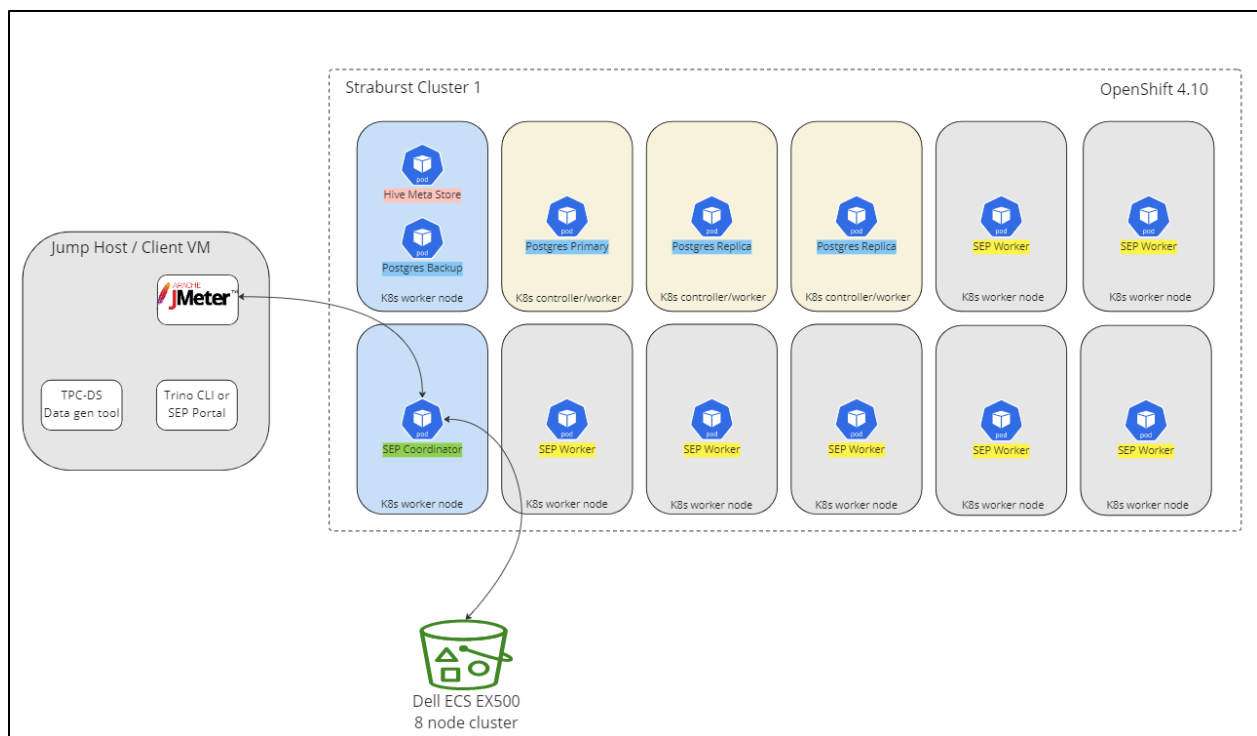 Straburst Cluster 1
OpenShift 4.10
pod
Hive Meta Store
pod
Postgres Backup
K8s worker node
pod
Postgres Primary
K8s controller/worker
pod
Postgres Replica
K8s controller/worker
pod
Postgres Replica
K8s controller/worker
pod
SEP Worker
K8s worker node
pod
SEP Worker
K8s worker node
Jump Host / Client VM
APACHE
JMeter™
TPC-DS
Data gen tool
Trino CLI or
SEP Portal
pod
SEP Coordinator
K8s worker node
pod
SEP Worker
K8s worker node
pod
SEP Worker
K8s worker node
pod
SEP Worker
K8s worker node
pod
SEP Worker
K8s worker node
pod
SEP Worker
K8s worker node
Dell ECS EX500
8 node cluster